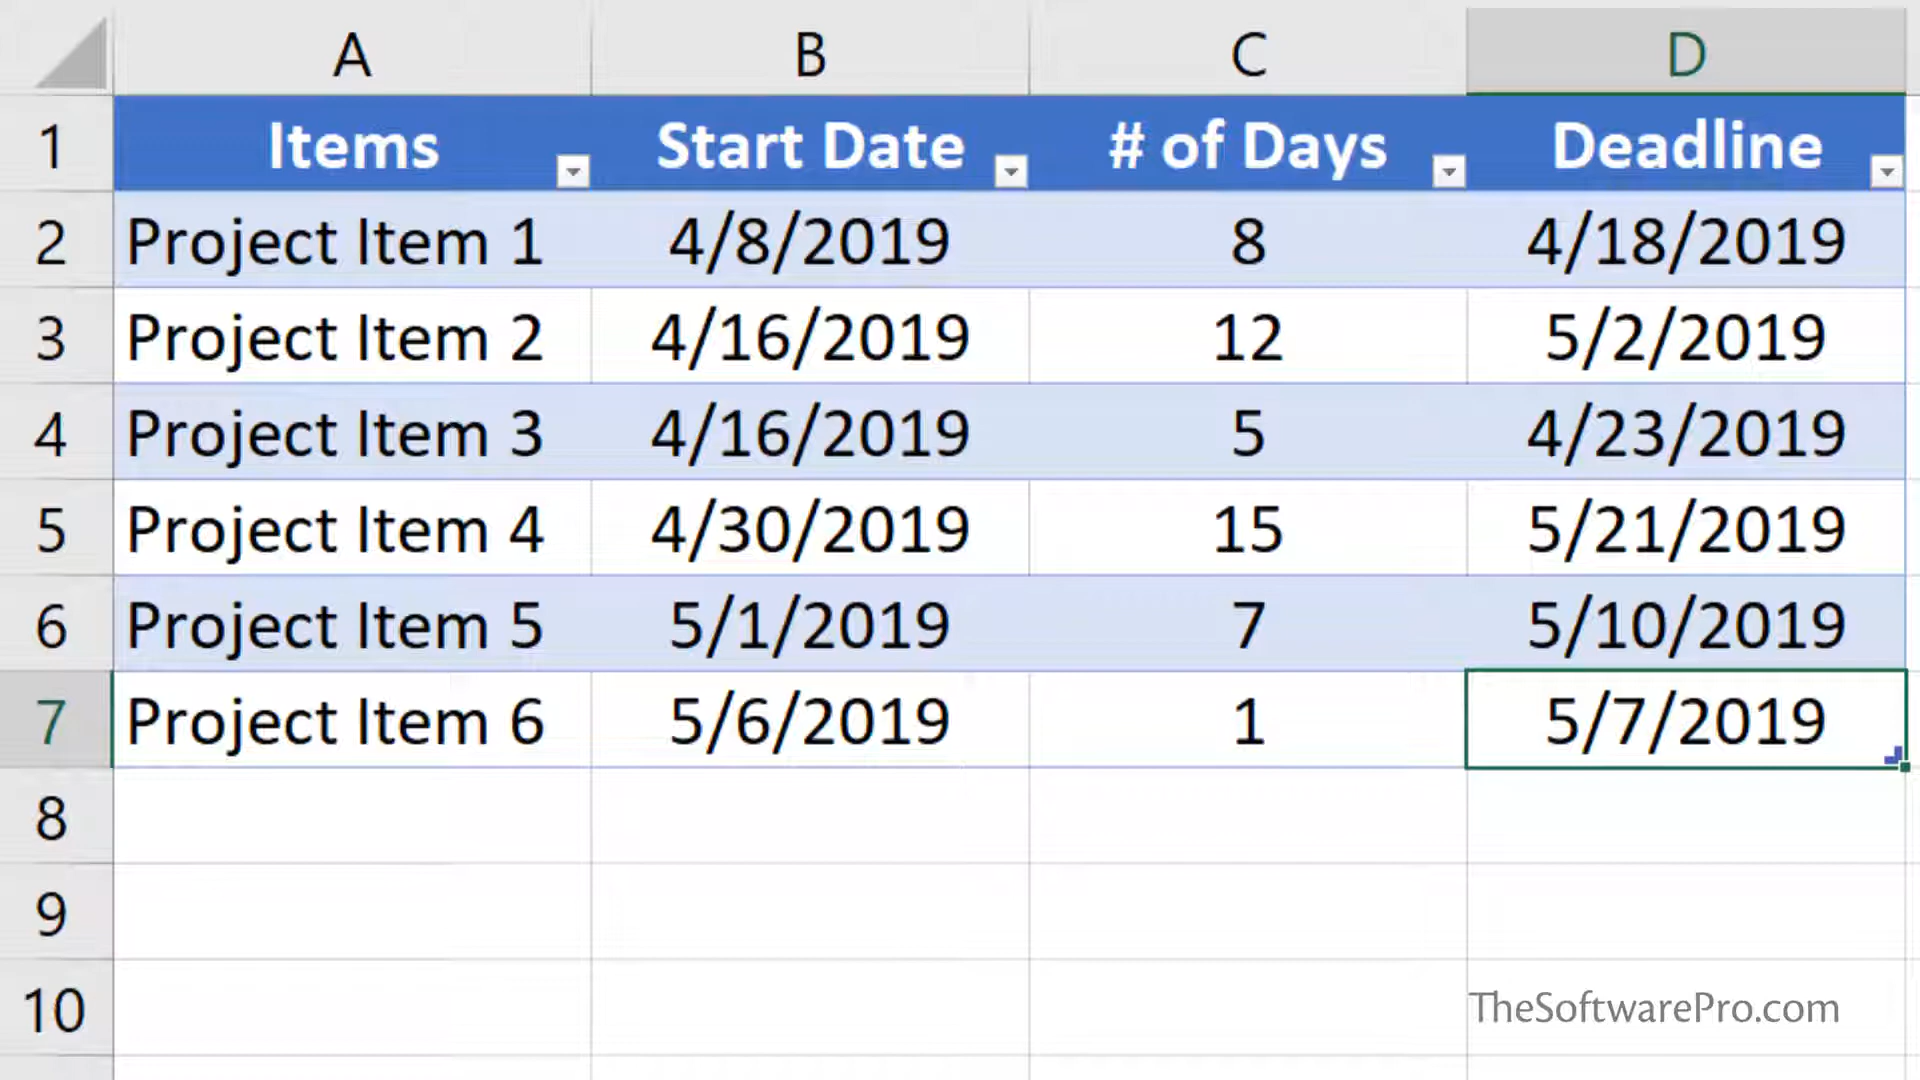 A B C D
1 Items Start Date # of Days Deadline
2 Project Item 1 4/8/2019 8 4/18/2019
3 Project Item 2 4/16/2019 12 5/2/2019
4 Project Item 3 4/16/2019 5 4/23/2019
5 Project Item 4 4/30/2019 15 5/21/2019
6 Project Item 5 5/1/2019 7 5/10/2019
7 Project Item 6 5/6/2019 1 5/7/2019
8
9
10 TheSoftwarePro.com